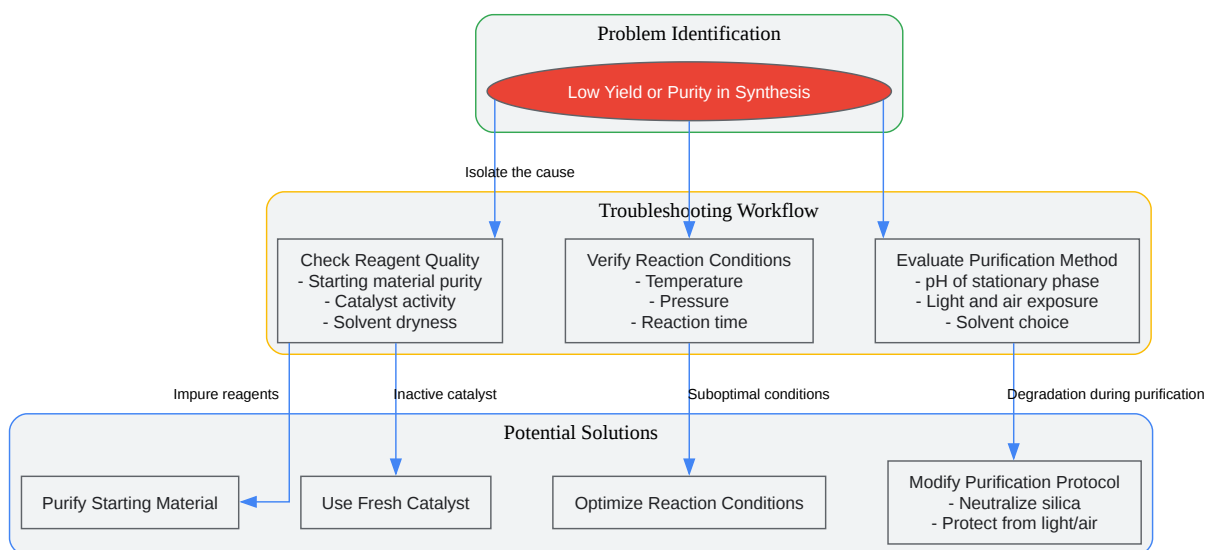 Problem Identification
Low Yield or Purity in Synthesis
Isolate the cause
Troubleshooting Workflow
Check Reagent Quality
- Starting material purity
- Catalyst activity
- Solvent dryness
Verify Reaction Conditions
- Temperature
- Pressure
- Reaction time
Evaluate Purification Method
- pH of stationary phase
- Light and air exposure
- Solvent choice
Impure reagents
Inactive catalyst
Suboptimal conditions
Degradation during purification
Potential Solutions
Purify Starting Material
Use Fresh Catalyst
Optimize Reaction Conditions
Modify Purification Protocol
- Neutralize silica
- Protect from light/air